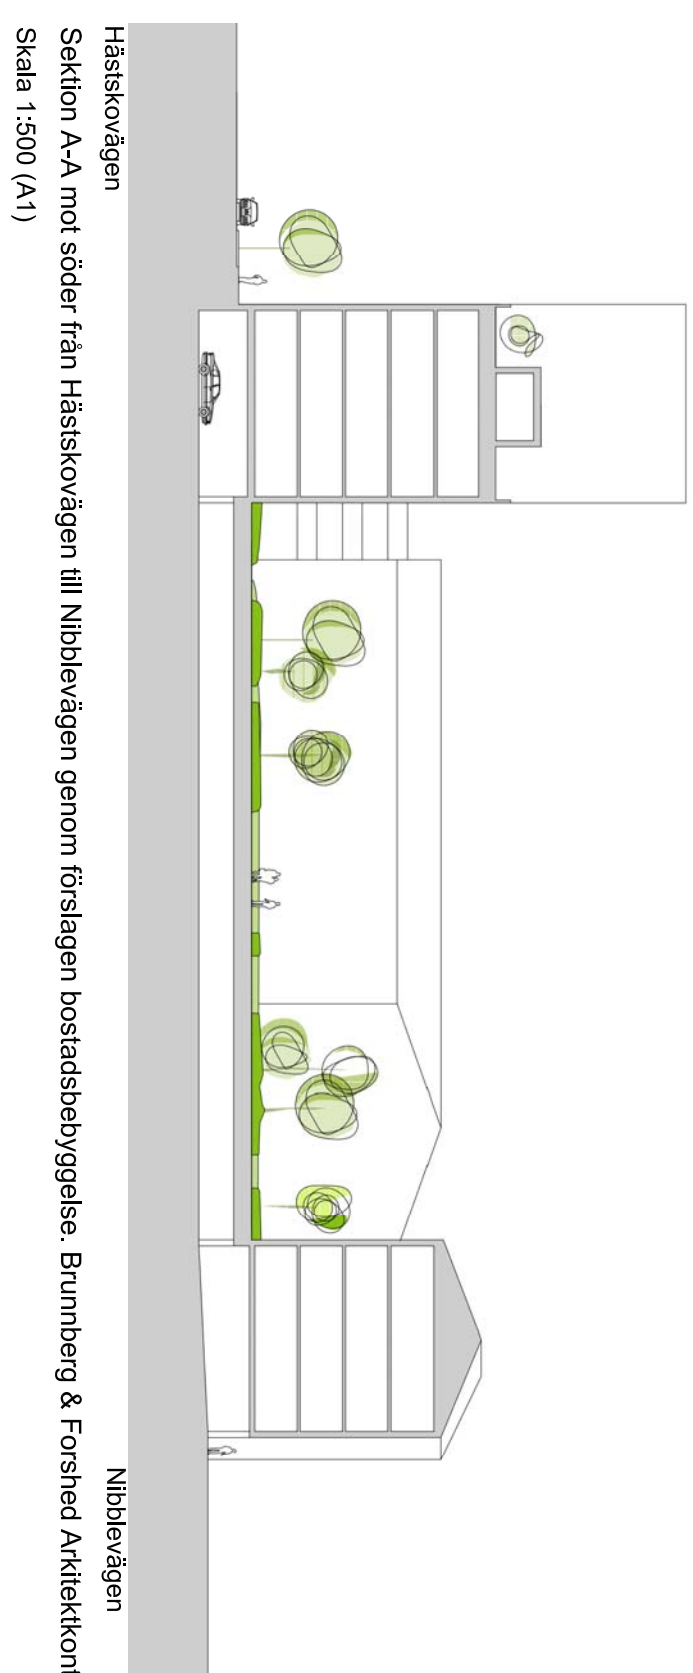 Hästskovägen
Nibblevägen
Sektion A-A mot söder från Hästskovägen till Nibblevägen genom förslagen bostadsbebyggelse. Brunnberg & Forshed Arkitektkont
Skala 1:500 (A1)